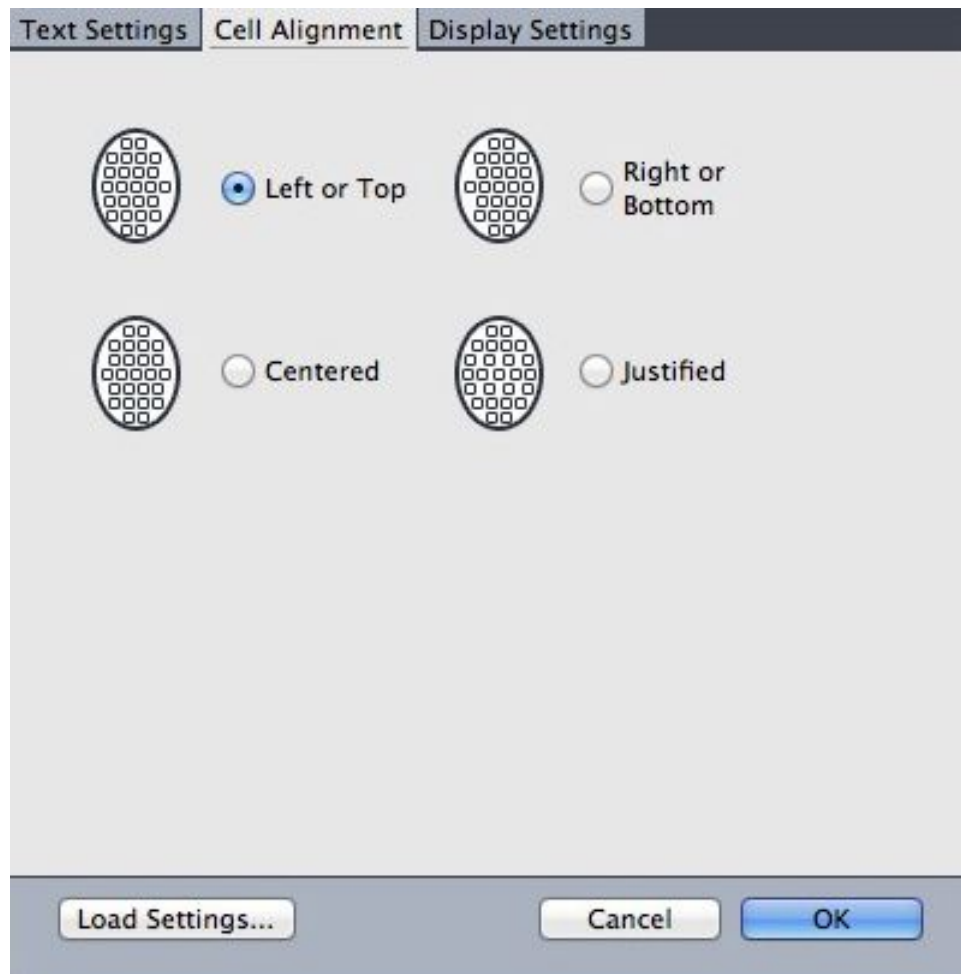 Text Settings
Cell Alignment
Display Settings
Left or Top
Right or
Bottom
Centered
Justified
Load Settings...
Cancel
OK